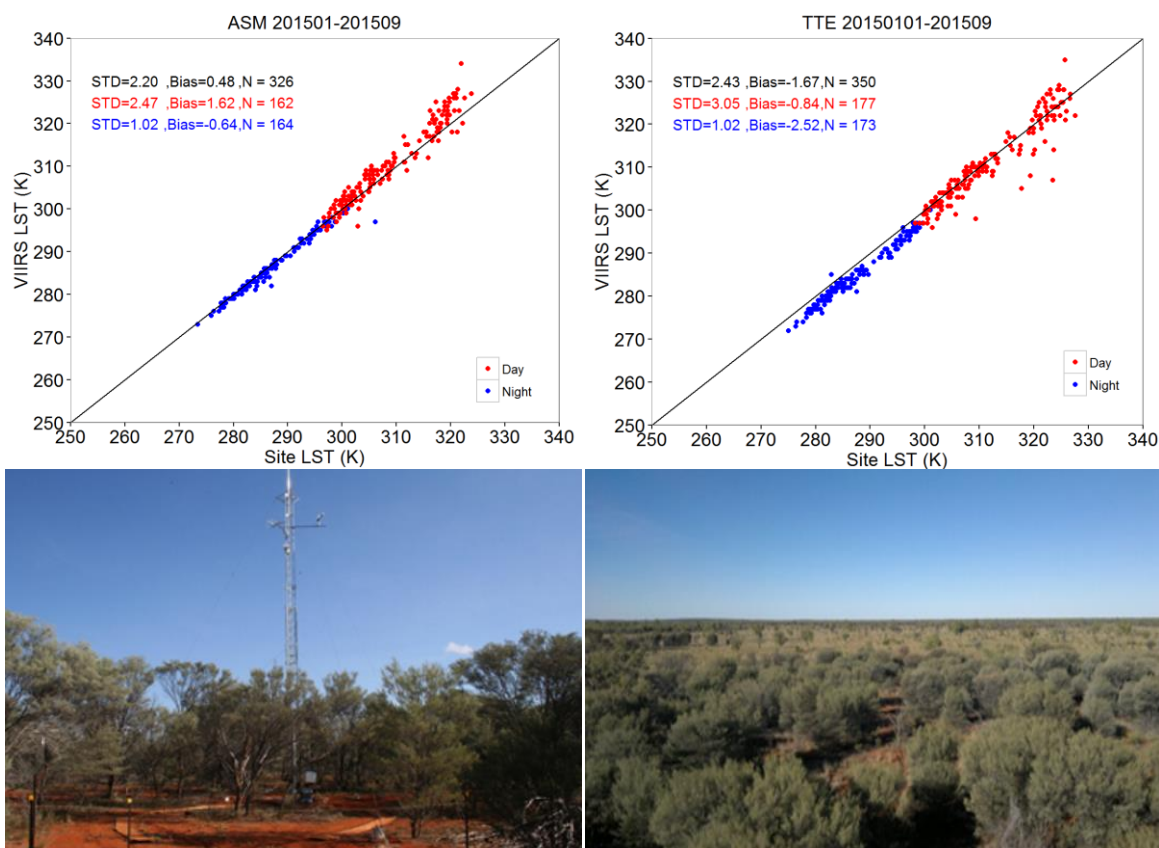 ASM 201501-201509
STD=2.20 ,Bias=0.48 ,N = 326
STD=2.47 ,Bias=1.62 ,N = 162
STD=1.02 ,Bias=-0.64 ,N = 164
340
330
320
310
300
290
280
270
260
250
VIIRS LST (K)
Day
Night
250 260 270 280 290 300 310 320 330 340
Site LST (K)
TTE 20150101-201509
STD=2.43 ,Bias=-1.67 ,N = 350
STD=3.05 ,Bias=-0.84 ,N = 177
STD=1.02 ,Bias=-2.52,N = 173
340
330
320
310
300
290
280
270
260
250
VIIRS LST (K)
Day
Night
250 260 270 280 290 300 310 320 330 340
Site LST (K)